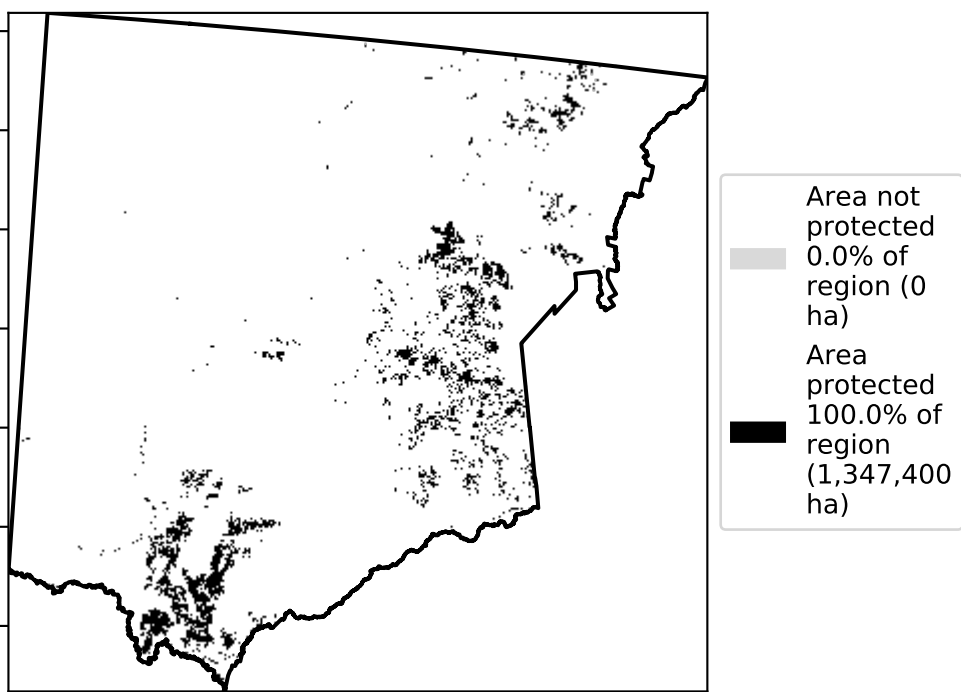 Area not
protected
0.0% of
region (0
ha)
Area
protected
100.0% of
region
(1,347,400
ha)